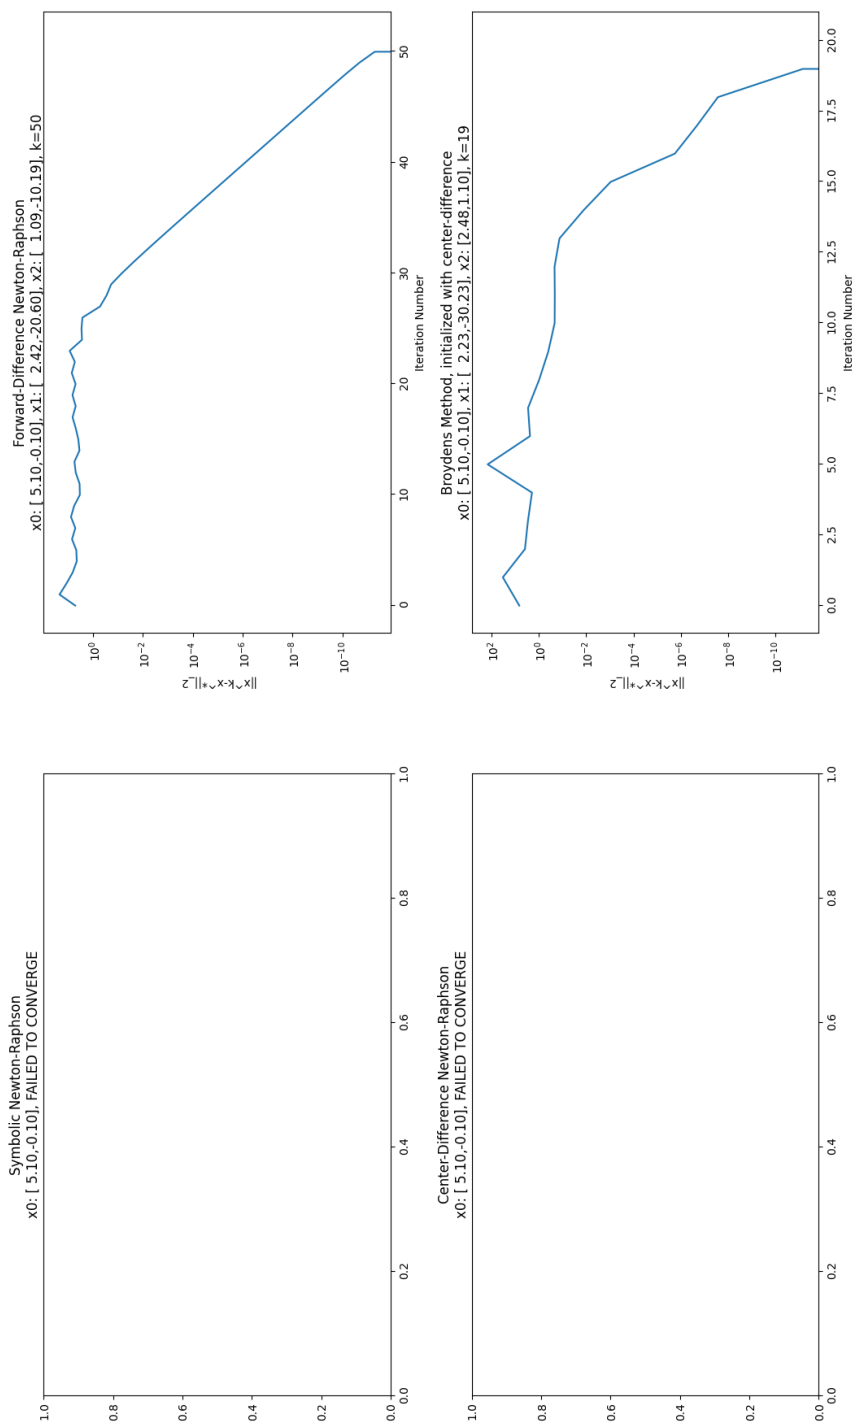 Symbolic Newton-Raphson
x0: [ 5.10,-0.10], FAILED TO CONVERGE
1.0
0.8
0.6
0.4
0.2
0.0
0.0 0.2 0.4 0.6 0.8 1.0
Forward-Difference Newton-Raphson
x0: [ 5.10,-0.10], x1: [ 2.42,-20.60], x2: [ 1.09,-10.19], k=50
||x^k-x^*||_2
10^0
10^-2
10^-4
10^-6
10^-8
10^-10
0 10 20 30 40 50
Iteration Number
Center-Difference Newton-Raphson
x0: [ 5.10,-0.10], FAILED TO CONVERGE
1.0
0.8
0.6
0.4
0.2
0.0
0.0 0.2 0.4 0.6 0.8 1.0
Broydens Method, initialized with center-difference
x0: [ 5.10,-0.10], x1: [ 2.23,-30.23], x2: [2.48,1.10], k=19
||x^k-x^*||_2
10^2
10^0
10^-2
10^-4
10^-6
10^-8
10^-10
0.0 2.5 5.0 7.5 10.0 12.5 15.0 17.5 20.0
Iteration Number